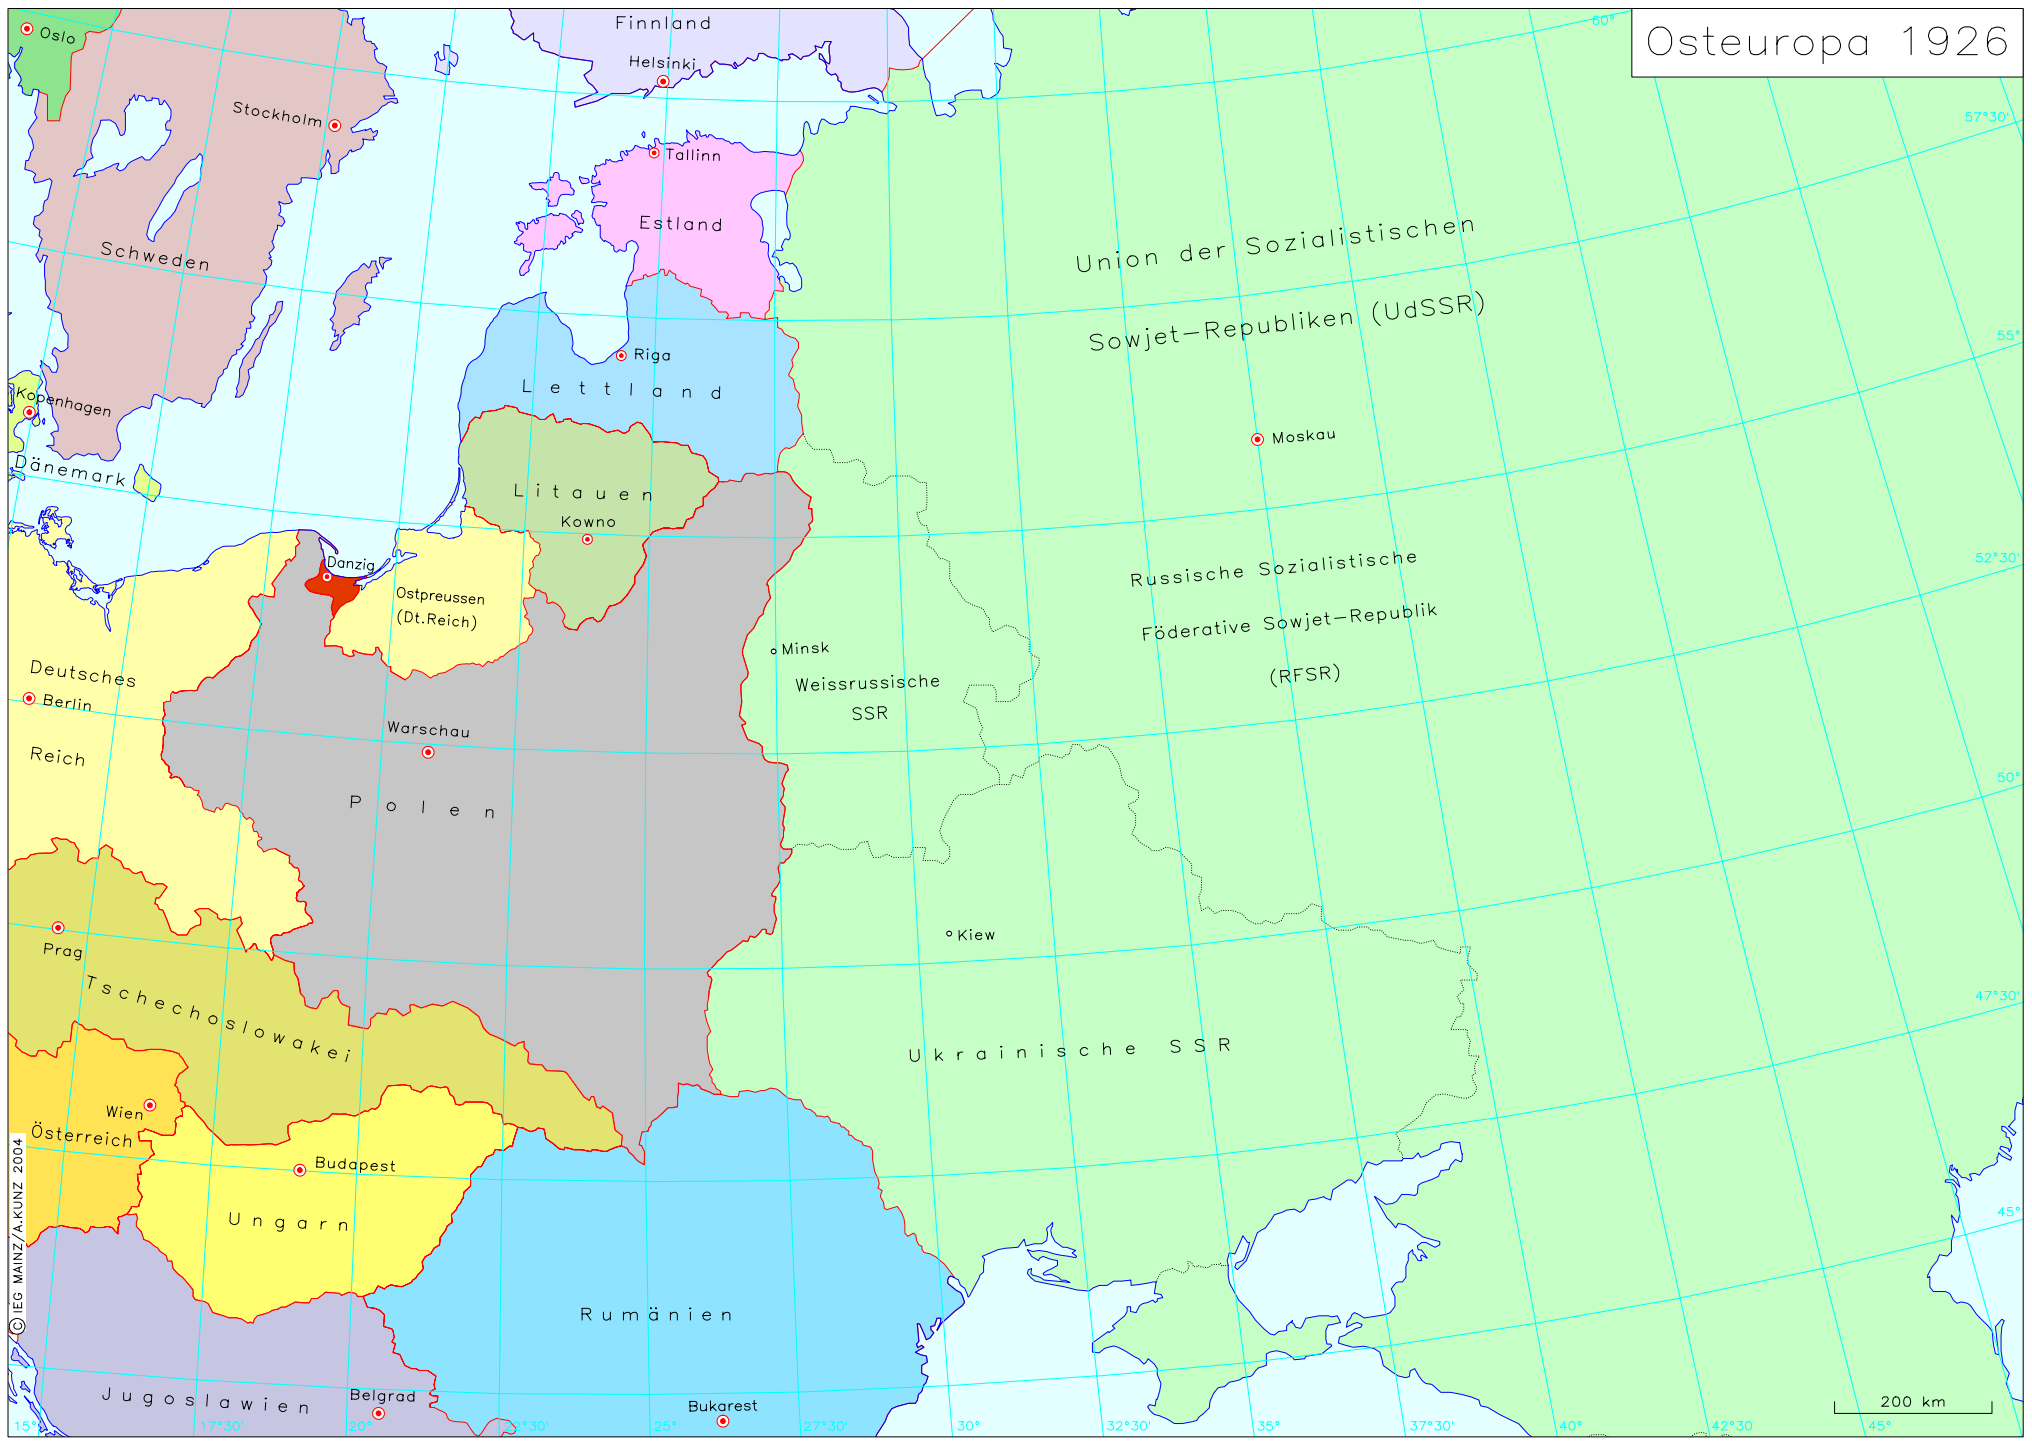 Osteuropa 1926
Oslo
Finnland
Helsinki
60°
57°30'
Stockholm
Tallinn
Estland
Schweden
Union der Sozialistischen
Sowjet-Republiken (UdSSR)
55°
Riga
Lettland
Kopenhagen
Moskau
Dänemark
Litauen
Kowno
Danzig
Ostpreussen
(Dt.Reich)
Russische Sozialistische
Föderative Sowjet-Republik
(RFSR)
52°30'
Minsk
Weissrussische
SSR
Deutsches
Berlin
Reich
Warschau
Polen
50°
Prag
Kiew
Tschechoslowakei
47°30'
Ukrainische SSR
Wien
Österreich
Budapest
Ungarn
45°
Rumänien
Jugoslawien
Belgrad
Bukarest
200 km
15°
17°30'
20°
22°30'
25°
27°30'
30°
32°30'
35°
37°30'
40°
42°30'
45°
© IEG MAINZ/A.KUNZ 2004